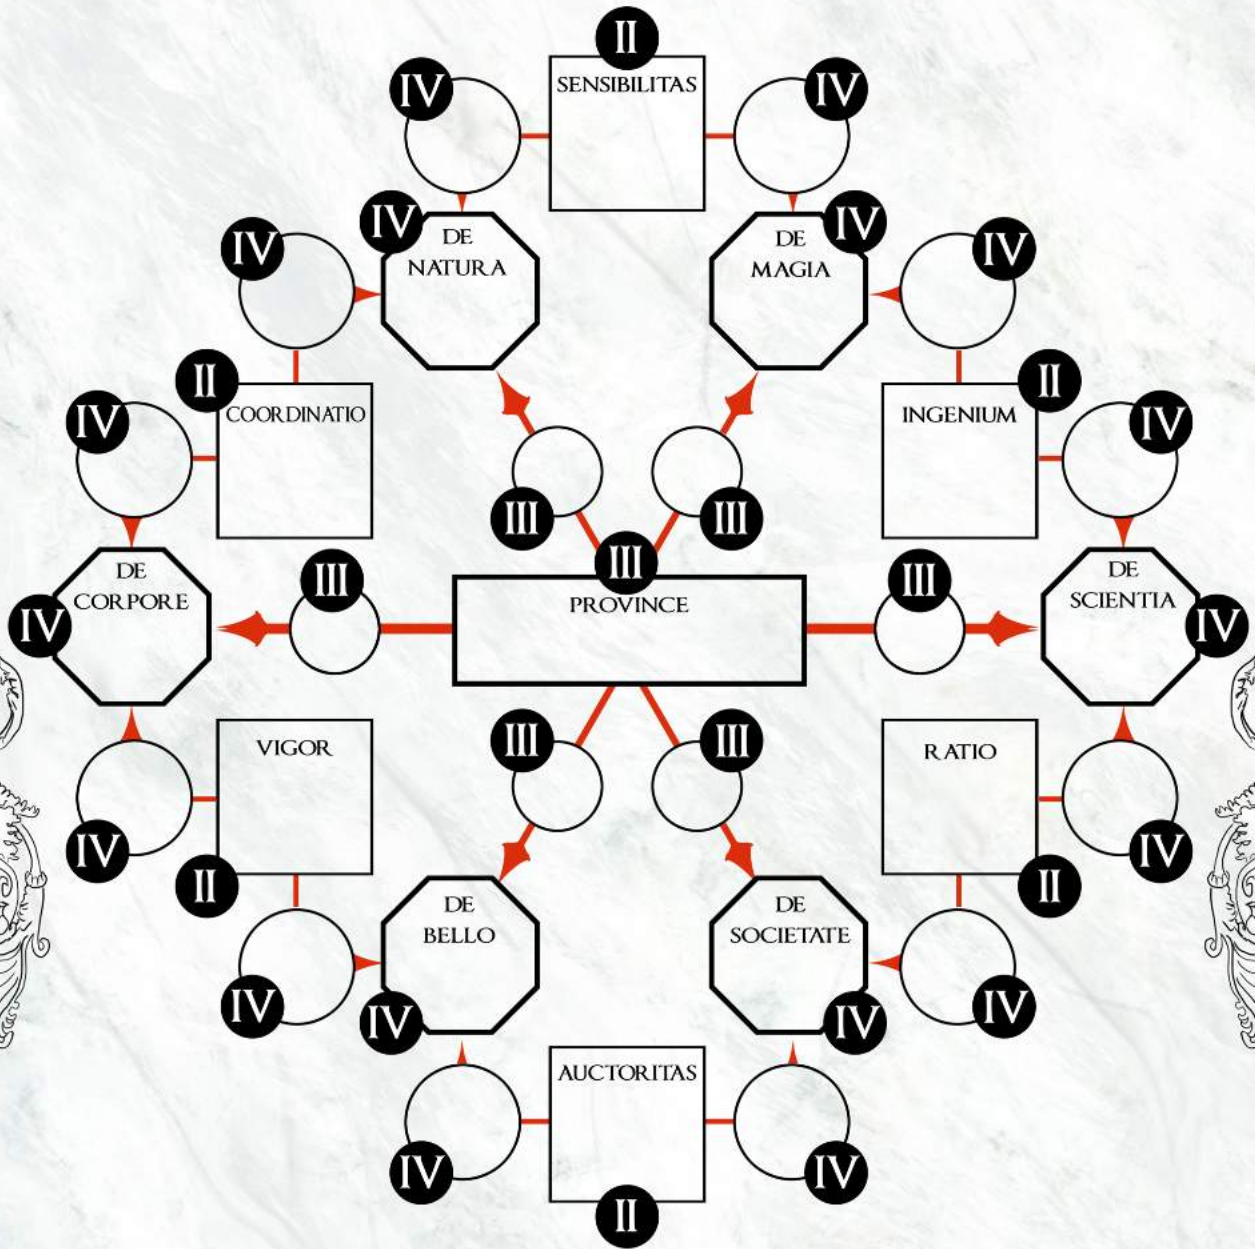 II
SENSIBILITAS
IV
IV
IV
DE
NATURA
IV
DE
MAGIA
IV
IV
II
COORDINATIO
II
INGENIUM
IV
IV
III
III
III
PROVINCE
III
III
DE
CORPORE
IV
DE
SCIENTIA
IV
III
III
VIGOR
II
RATIO
II
IV
IV
DE
BELLO
IV
DE
SOCIETATE
IV
IV
IV
AUCTORITAS
II
IV
IV